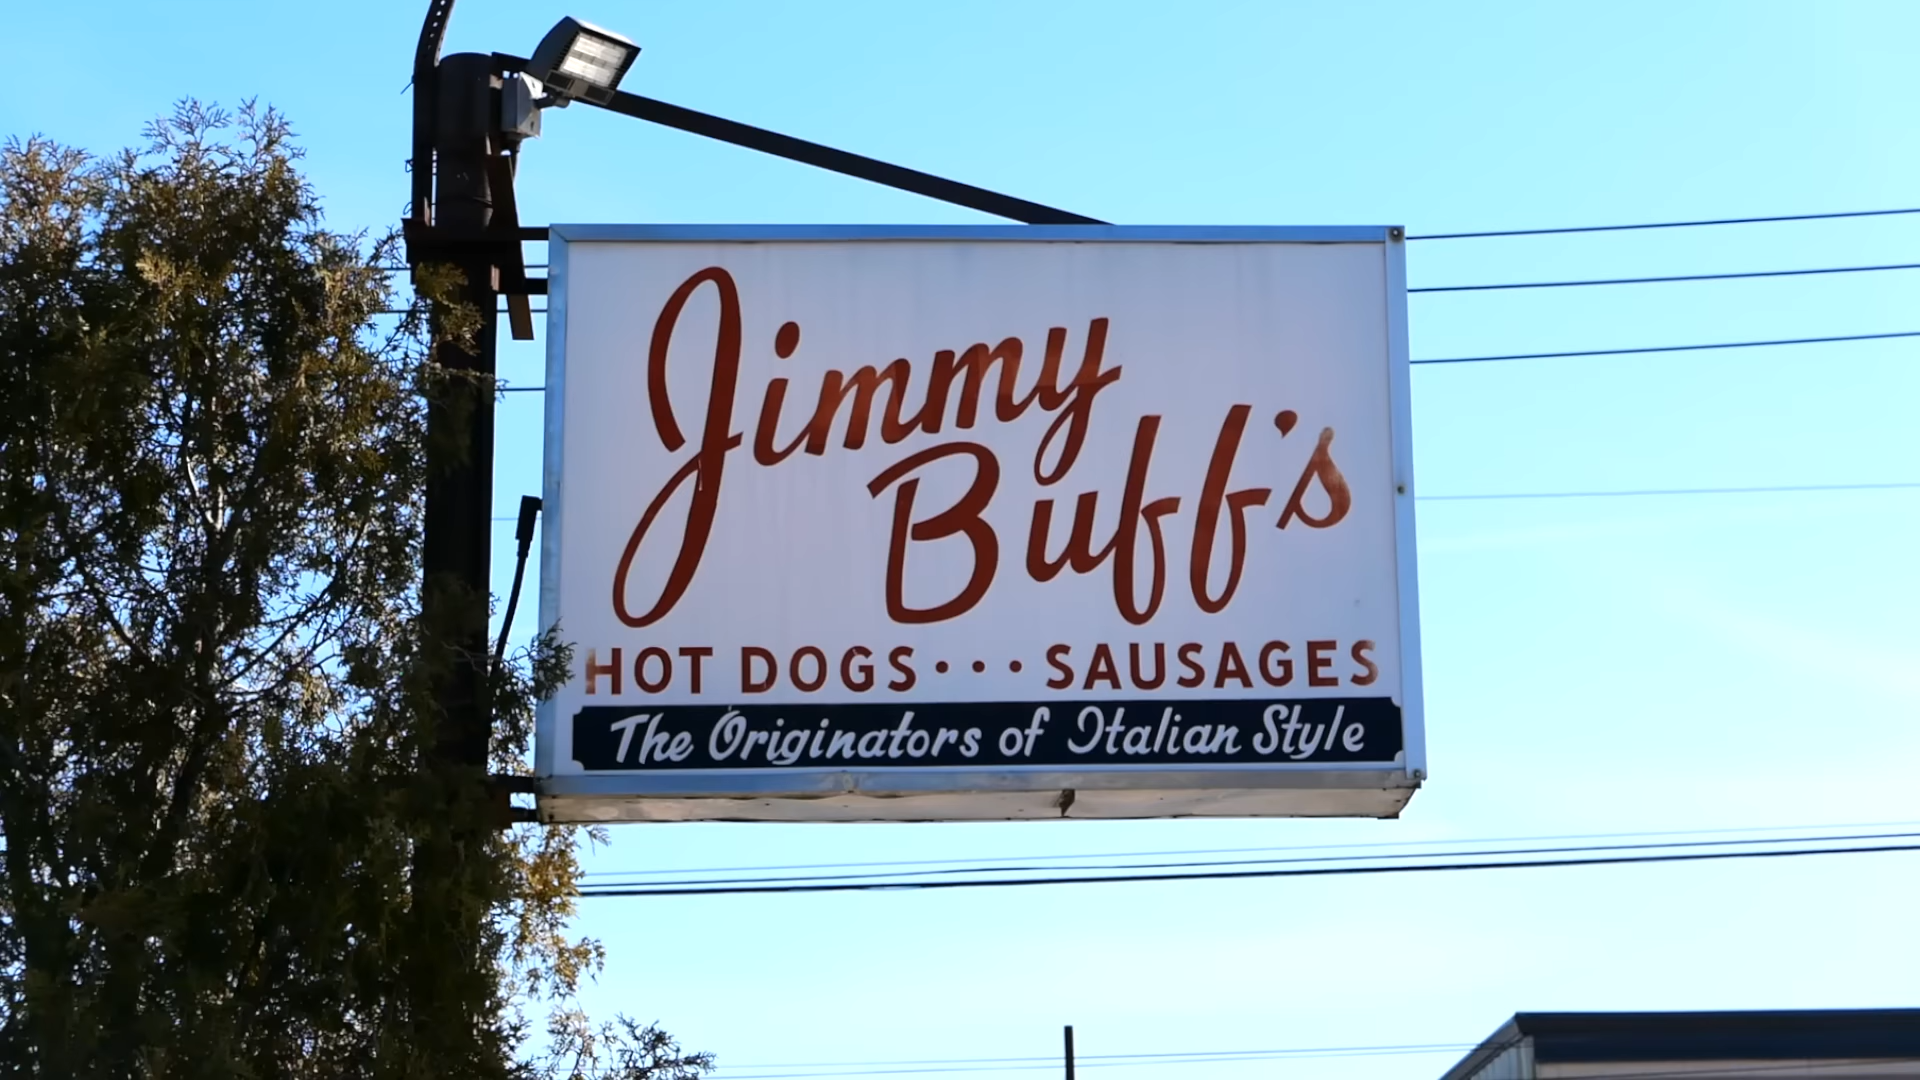 Jimmy
Buff's
HOT DOGS··· SAUSAGES
The Originators of Italian Style